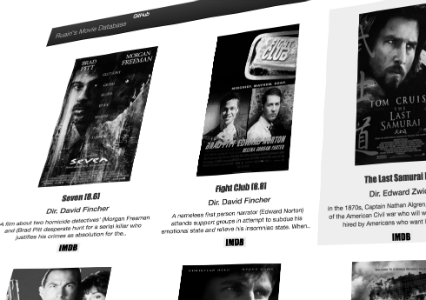 GitHub
Ruan's Movie Database
BRAD
PITT
MORGAN
FREEMAN
SEVEN
FIGHT
CLUB
BRAD PITT EDWARD NORTON
HELENA BONHAM CARTER
TOM CRUISE
THE
LAST
SAMURAI
Seven [8.6]
Dir. David Fincher
A film about two homicide detectives' (Morgan Freeman
and (Brad Pitt desperate hunt for a serial killer who
justifies his crimes as absolution for the..
IMDB
Fight Club [8.8]
Dir. David Fincher
A nameless first person narrator (Edward Norton)
attends support groups in attempt to subdue his
emotional state and relieve his insomniac state. When..
IMDB
The Last Samurai
Dir. Edward Zwi
In the 1870s, Captain Nathan Algren,
of the American Civil war who will w
hired by Americans who want
IMDB